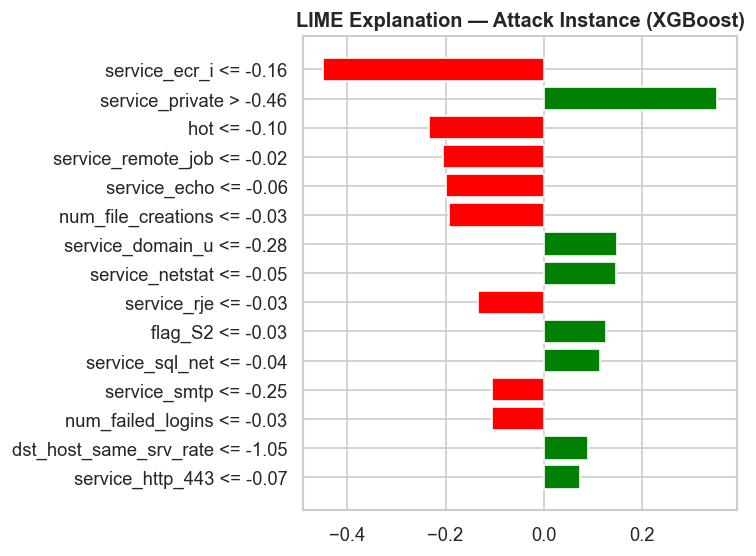 LIME Explanation — Attack Instance (XGBoost)
service_ecr_i <= -0.16
service_private > -0.46
hot <= -0.10
service_remote_job <= -0.02
service_echo <= -0.06
num_file_creations <= -0.03
service_domain_u <= -0.28
service_netstat <= -0.05
service_rje <= -0.03
flag_S2 <= -0.03
service_sql_net <= -0.04
service_smtp <= -0.25
num_failed_logins <= -0.03
dst_host_same_srv_rate <= -1.05
service_http_443 <= -0.07
−0.4 −0.2 0.0 0.2